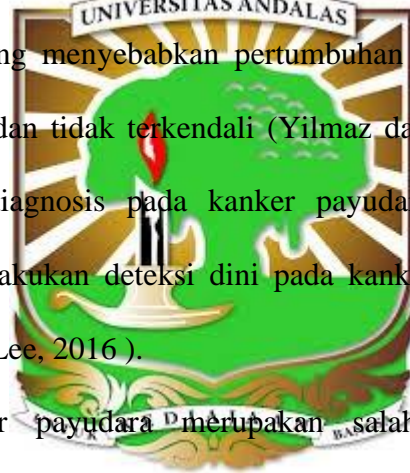 UNIVERSITAS ANDALAS
ng menyebabkan pertumbuhan
dan tidak terkendali (Yilmaz da
iagnosis pada kanker payuda
akukan deteksi dini pada kank
Lee, 2016 ).
r payudara merupakan salah